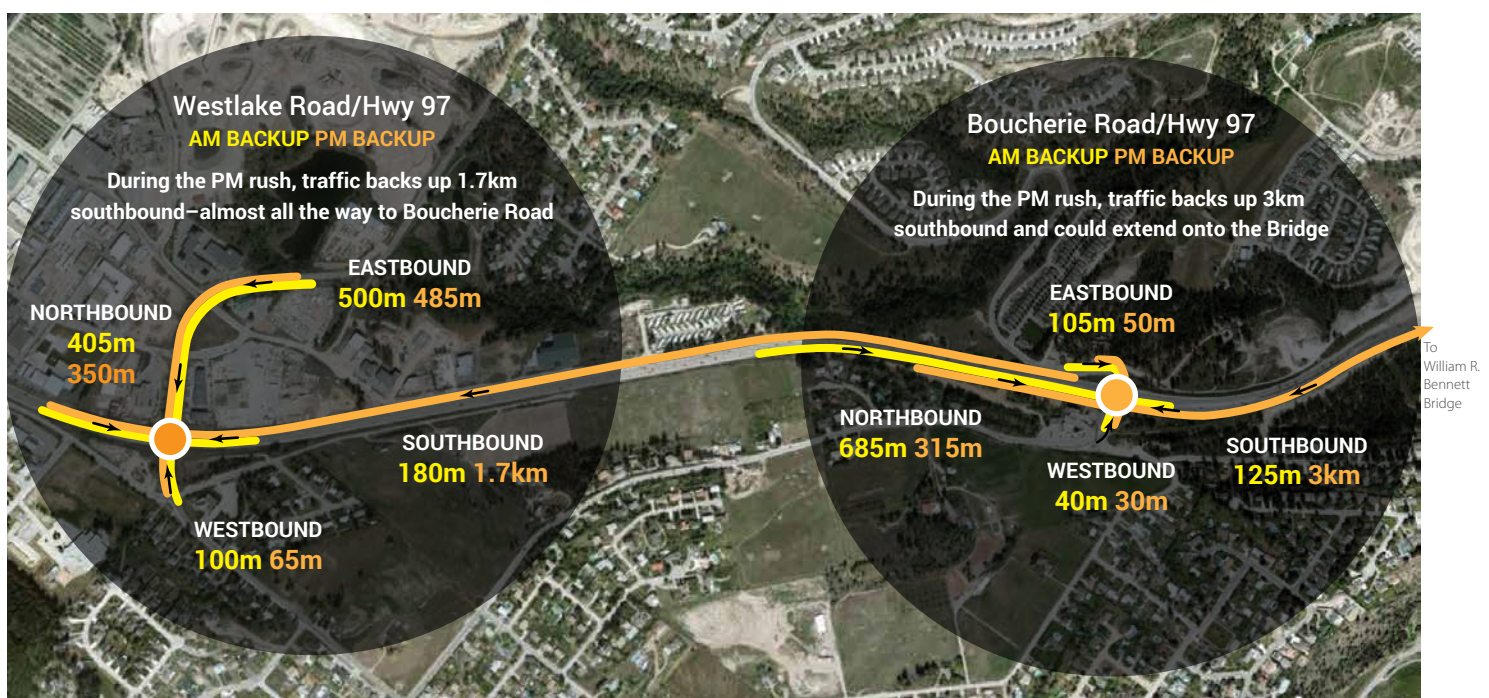 Westlake Road/Hwy 97
AM BACKUP PM BACKUP
During the PM rush, traffic backs up 1.7km
southbound–almost all the way to Boucherie Road
EASTBOUND
500m 485m
NORTHBOUND
405m
350m
SOUTHBOUND
180m 1.7km
WESTBOUND
100m 65m
Boucherie Road/Hwy 97
AM BACKUP PM BACKUP
During the PM rush, traffic backs up 3km
southbound and could extend onto the Bridge
EASTBOUND
105m 50m
NORTHBOUND
685m 315m
WESTBOUND
40m 30m
SOUTHBOUND
125m 3km
To
William R.
Bennett
Bridge